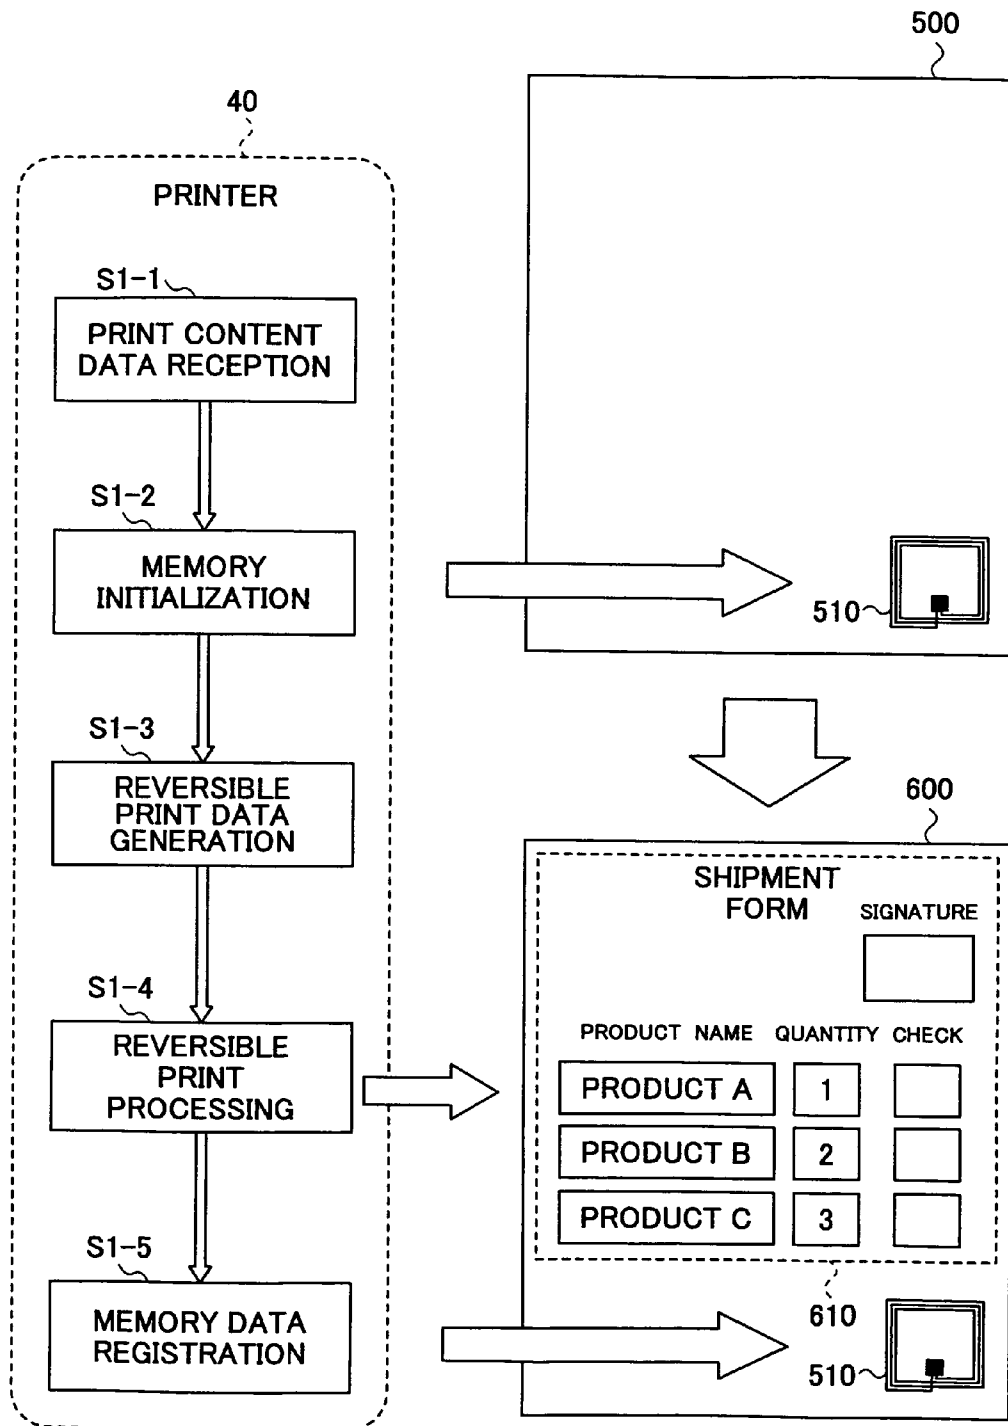 500
40
PRINTER
S1-1
PRINT CONTENT
DATA RECEPTION
S1-2
MEMORY
INITIALIZATION
510
S1-3
REVERSIBLE
PRINT DATA
GENERATION
600
SHIPMENT
FORM
SIGNATURE
S1-4
REVERSIBLE
PRINT
PROCESSING
PRODUCT NAME QUANTITY CHECK
PRODUCT A 1
PRODUCT B 2
PRODUCT C 3
S1-5
MEMORY DATA
REGISTRATION
610
510